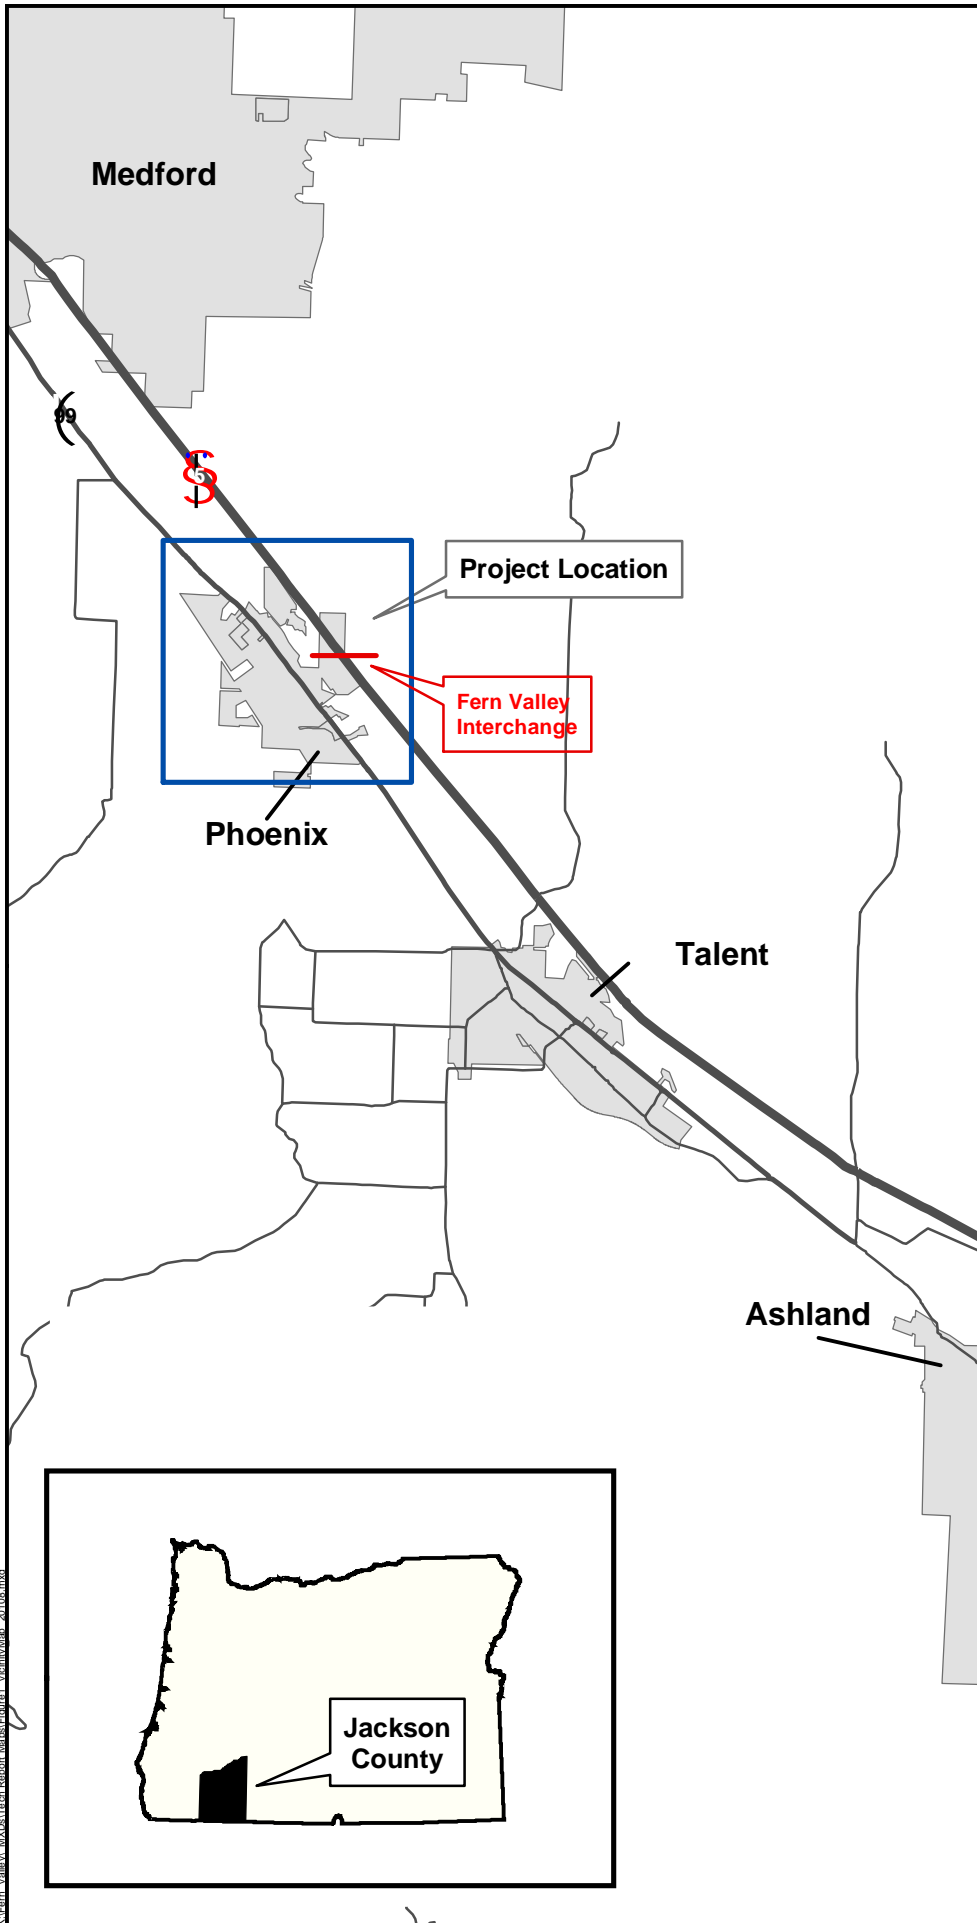 Medford
99
5
Project Location
Fern Valley
Interchange
Phoenix
Talent
Ashland
Jackson
County